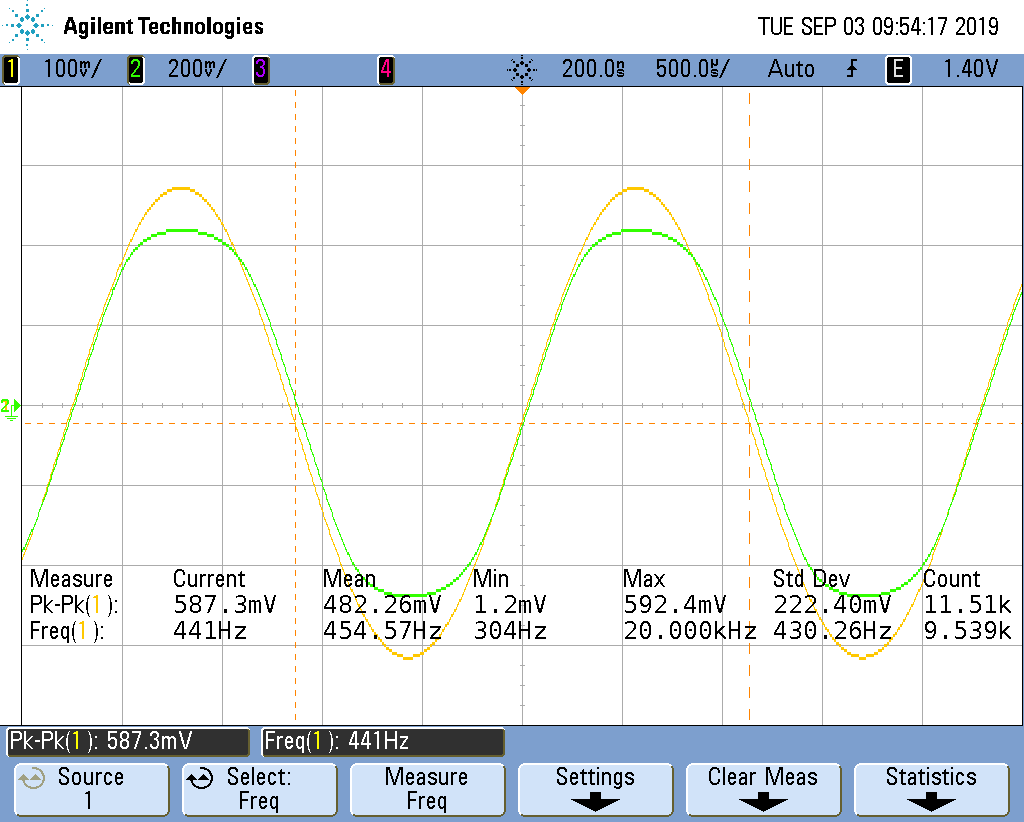 Agilent Technologies
TUE SEP 03 09:54:17 2019
1 100mV/ 2 200mV/ 3 4 200.0ns 500.0us/ Auto E 1.40V
2
Measure Current Mean Min Max Std Dev Count
Pk-Pk(1): 587.3mV 482.26mV 1.2mV 592.4mV 222.40mV 11.51k
Freq(1): 441Hz 454.57Hz 304Hz 20.000kHz 430.26Hz 9.539k
Pk-Pk(1): 587.3mV Freq(1): 441Hz
Source Select: Measure Settings Clear Meas Statistics
1 Freq Freq